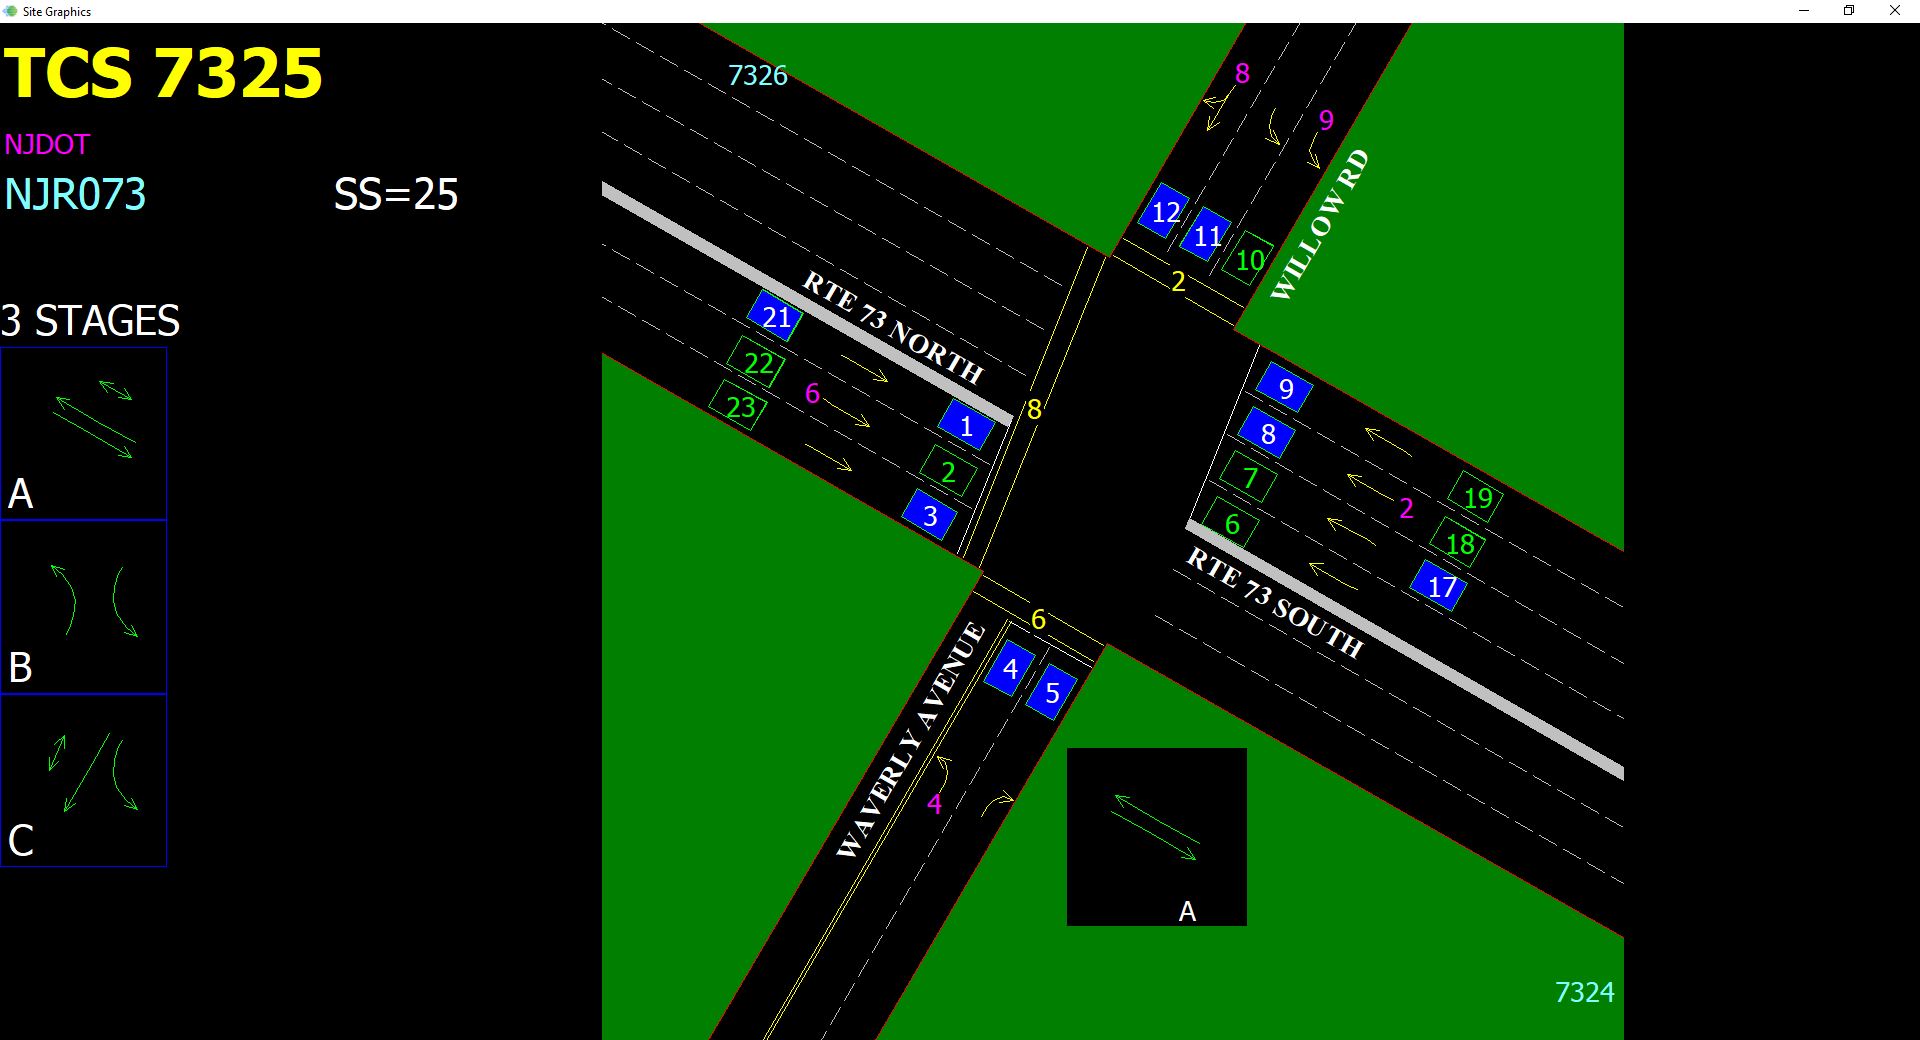 Site Graphics
TCS 7325
NJDOT
NJR073 SS=25
3 STAGES
A
B
C
7326
8
9
WILLOW RD
12
11
10
2
RTE 73 NORTH
21
22
23
6
1
2
3
8
9
8
7
6
19
18
17
2
RTE 73 SOUTH
6
4
5
WAVERLY AVENUE
4
A
7324